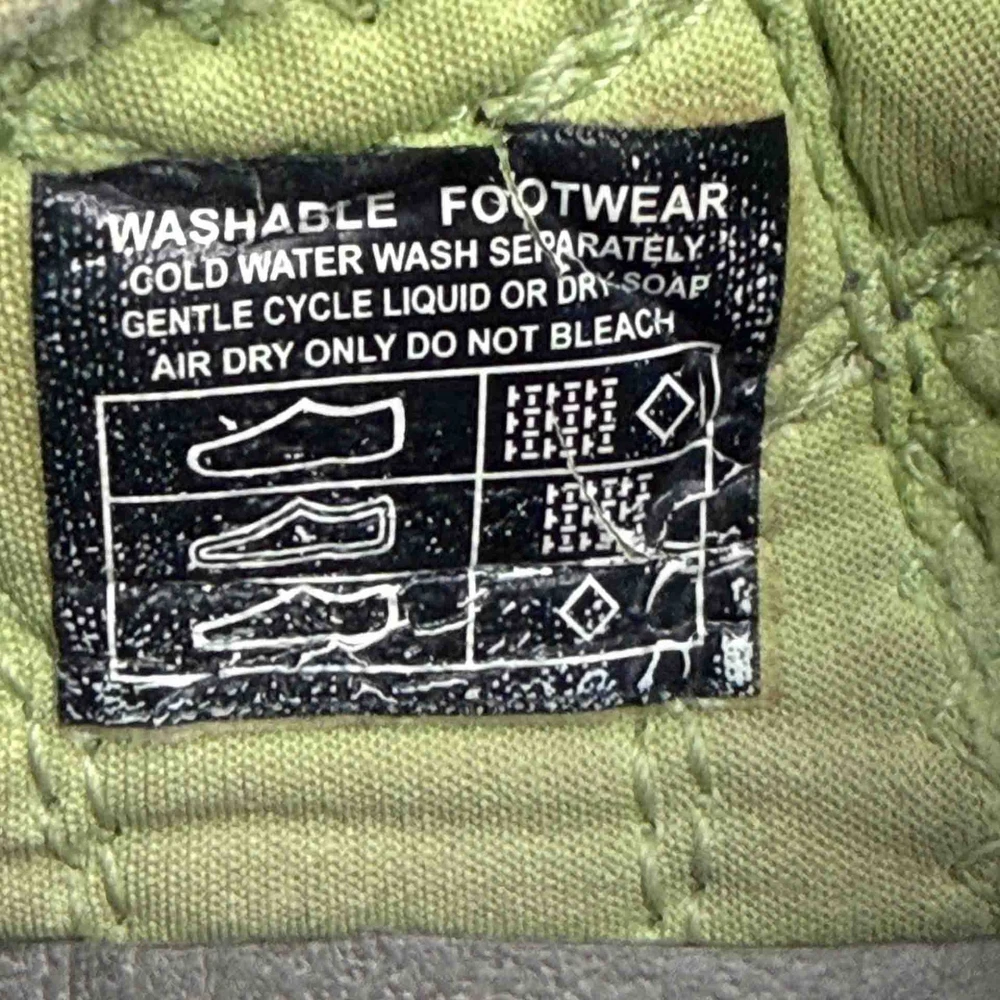 WASHABLE FOOTWEAR
COLD WATER WASH SEPARATELY
GENTLE CYCLE LIQUID OR DRY SOAP
AIR DRY ONLY DO NOT BLEACH